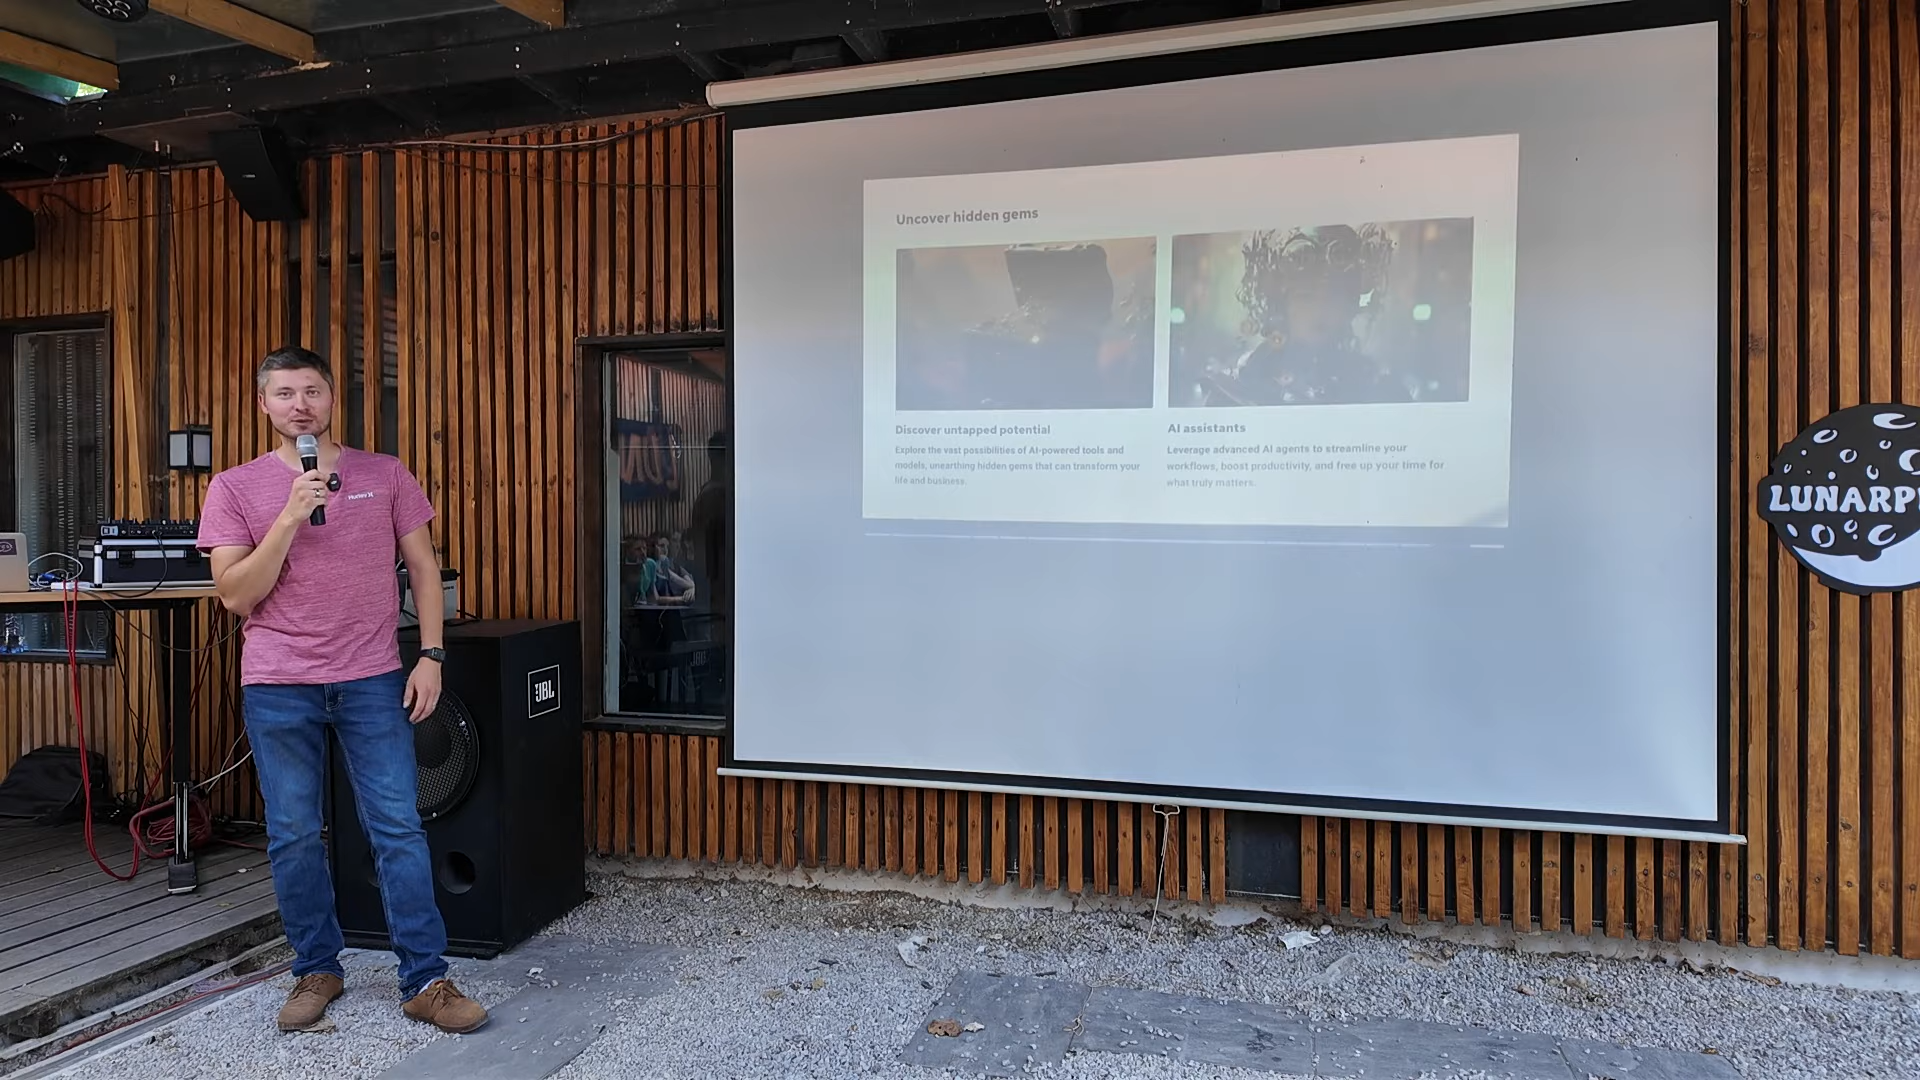 Uncover hidden gems
Discover untapped potential
Explore the vast possibilities of AI-powered tools and
models, unearthing hidden gems that can transform your
life and business.
AI assistants
Leverage advanced AI agents to streamline your
workflows, boost productivity, and free up your time for
what truly matters.
Hurley
JBL
LUNARP